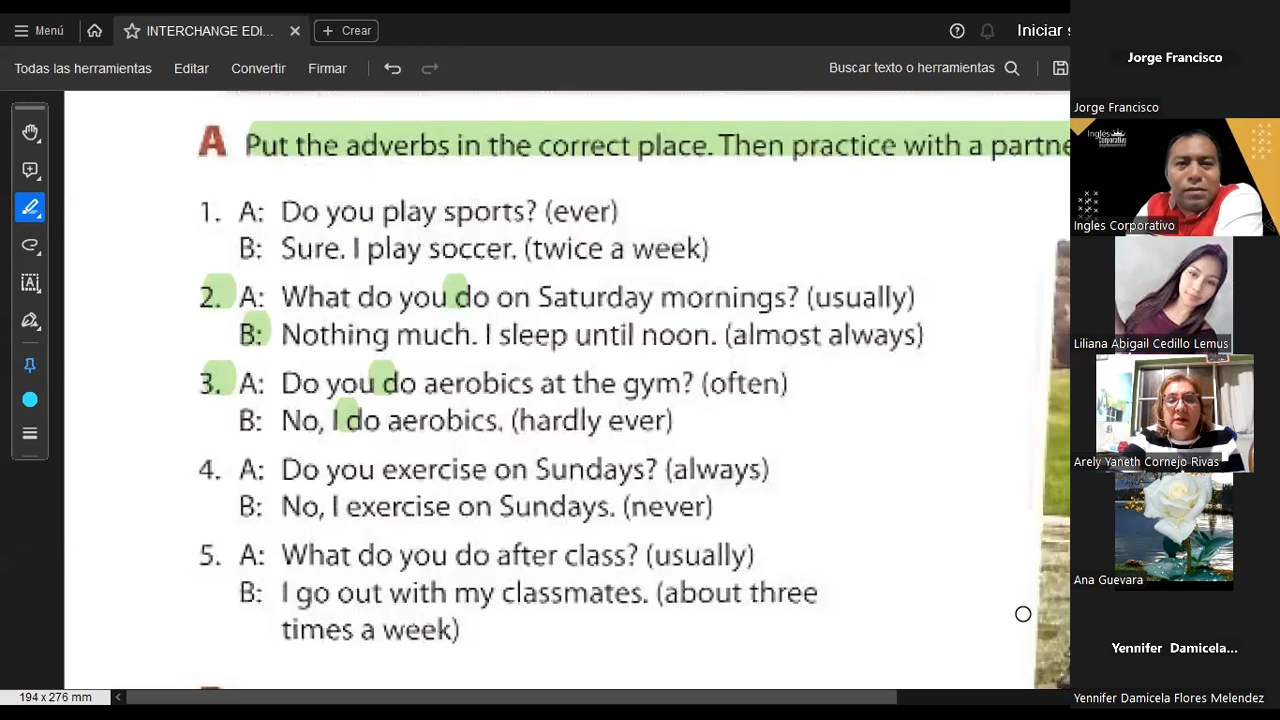 Menú
INTERCHANGE EDI...
Crear
Iniciar s
Todas las herramientas
Editar
Convertir
Firmar
Buscar texto o herramientas
A Put the adverbs in the correct place. Then practice with a partne
1. A: Do you play sports? (ever)
B: Sure. I play soccer. (twice a week)
2. A: What do you do on Saturday mornings? (usually)
B: Nothing much. I sleep until noon. (almost always)
3. A: Do you do aerobics at the gym? (often)
B: No, I do aerobics. (hardly ever)
4. A: Do you exercise on Sundays? (always)
B: No, I exercise on Sundays. (never)
5. A: What do you do after class? (usually)
B: I go out with my classmates. (about three
times a week)
194 x 276 mm
Jorge Francisco
Jorge Francisco
Inglés
Corporativo
Ingles Corporativo
Liliana Abigail Cedillo Lemus
Arely Yaneth Cornejo Rivas
Ana Guevara
Yennifer Damicela...
Yennifer Damicela Flores Melendez